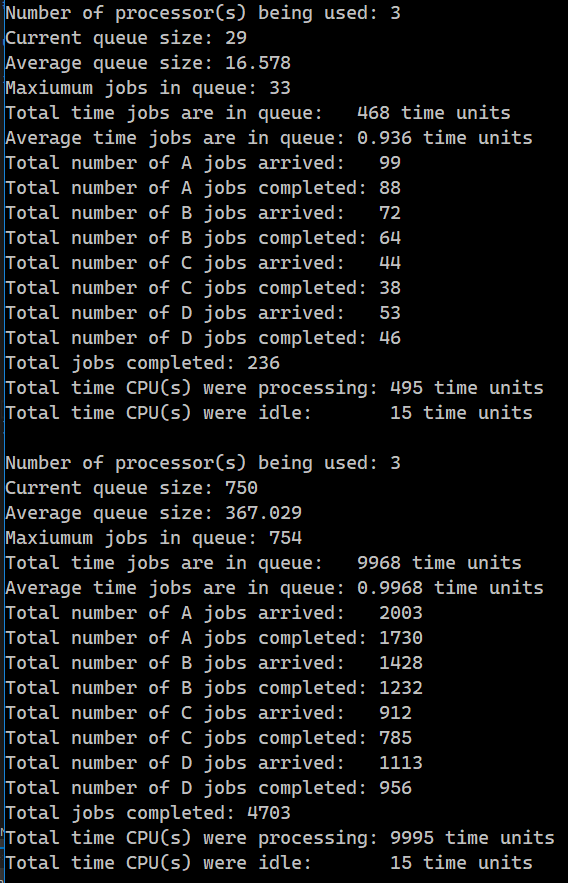 Number of processor(s) being used: 3
Current queue size: 29
Average queue size: 16.578
Maxiumum jobs in queue: 33
Total time jobs are in queue:   468 time units
Average time jobs are in queue: 0.936 time units
Total number of A jobs arrived:   99
Total number of A jobs completed: 88
Total number of B jobs arrived:   72
Total number of B jobs completed: 64
Total number of C jobs arrived:   44
Total number of C jobs completed: 38
Total number of D jobs arrived:   53
Total number of D jobs completed: 46
Total jobs completed: 236
Total time CPU(s) were processing: 495 time units
Total time CPU(s) were idle:       15 time units

Number of processor(s) being used: 3
Current queue size: 750
Average queue size: 367.029
Maxiumum jobs in queue: 754
Total time jobs are in queue:   9968 time units
Average time jobs are in queue: 0.9968 time units
Total number of A jobs arrived:   2003
Total number of A jobs completed: 1730
Total number of B jobs arrived:   1428
Total number of B jobs completed: 1232
Total number of C jobs arrived:   912
Total number of C jobs completed: 785
Total number of D jobs arrived:   1113
Total number of D jobs completed: 956
Total jobs completed: 4703
Total time CPU(s) were processing: 9995 time units
Total time CPU(s) were idle:       15 time units